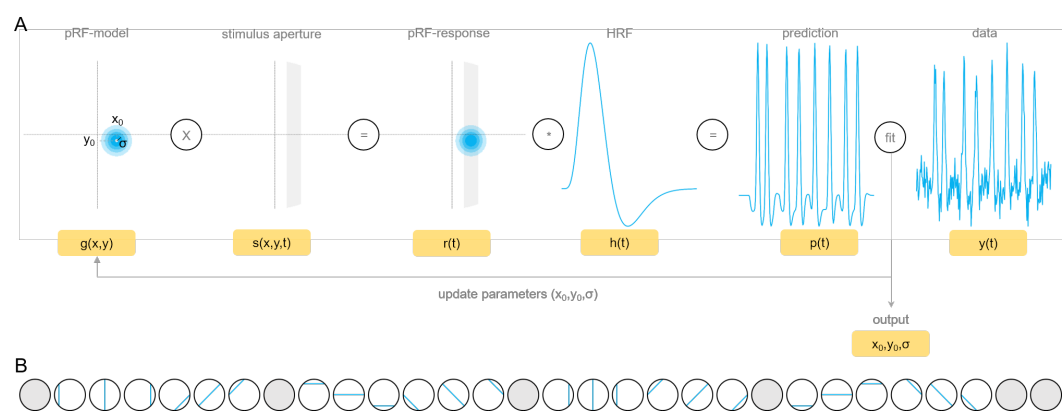 A
pRF-model stimulus aperture pRF-response HRF prediction data
x₀
y₀ σ
X = * = fit
g(x,y) s(x,y,t) r(t) h(t) p(t) y(t)
update parameters (x₀,y₀,σ)
output
x₀,y₀,σ
B